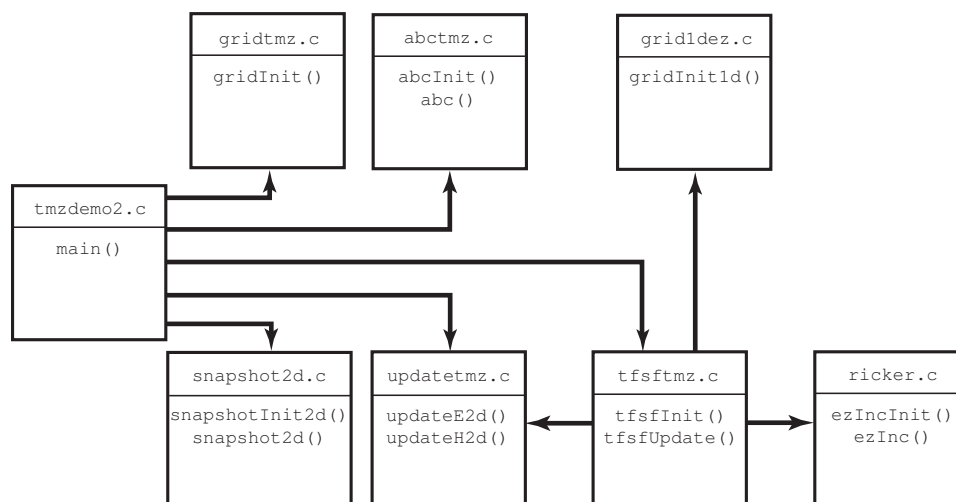 gridtmz.c
gridInit()
abctmz.c
abcInit()
abc()
grid1dez.c
gridInit1d()
tmzdemo2.c
main()
snapshot2d.c
snapshotInit2d()
snapshot2d()
updatetmz.c
updateE2d()
updateH2d()
tfsftmz.c
tfsfInit()
tfsfUpdate()
ricker.c
ezIncInit()
ezInc()